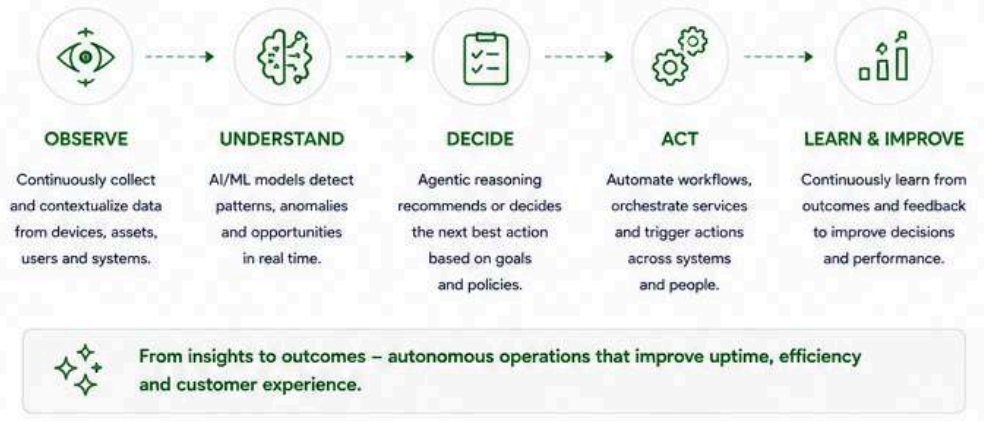 OBSERVE
Continuously collect
and contextualize data
from devices, assets,
users and systems.
UNDERSTAND
AI/ML models detect
patterns, anomalies
and opportunities
in real time.
DECIDE
Agentic reasoning
recommends or decides
the next best action
based on goals
and policies.
ACT
Automate workflows,
orchestrate services
and trigger actions
across systems
and people.
LEARN & IMPROVE
Continuously learn from
outcomes and feedback
to improve decisions
and performance.
From insights to outcomes – autonomous operations that improve uptime, efficiency
and customer experience.